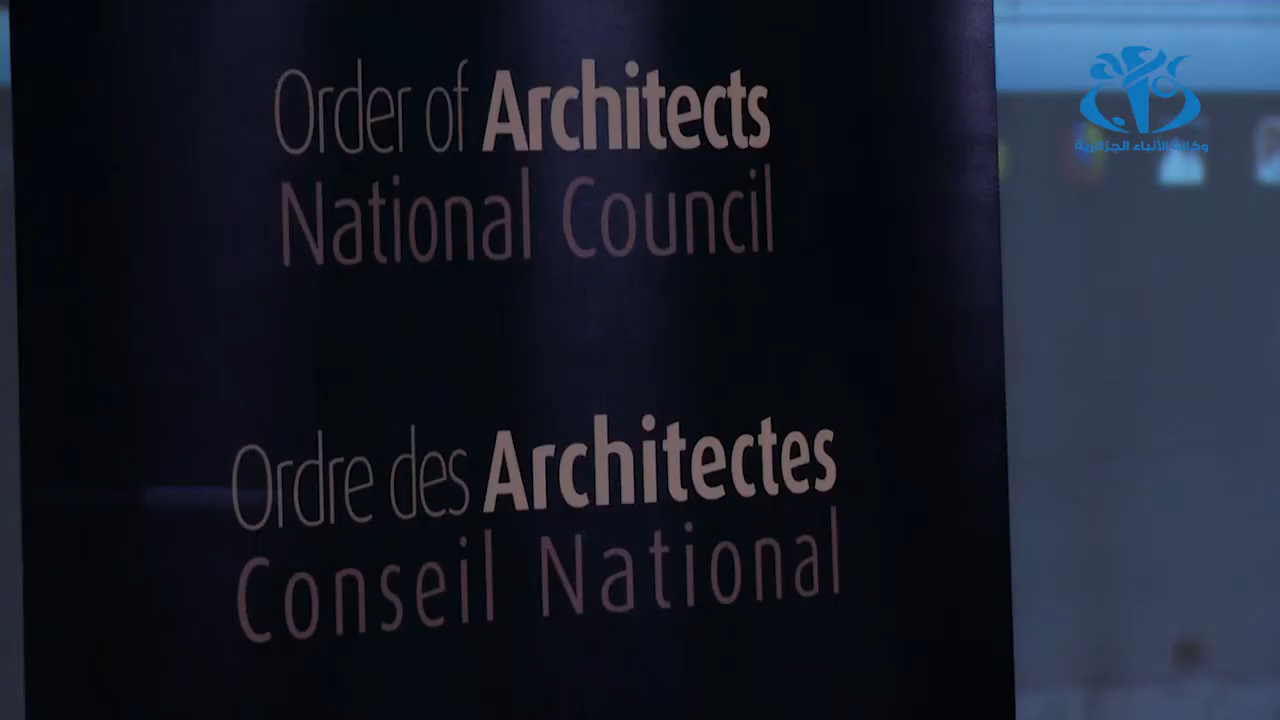 Order of Architects
National Council
Ordre des Architectes
Conseil National
وكالة الأنباء الجزائرية